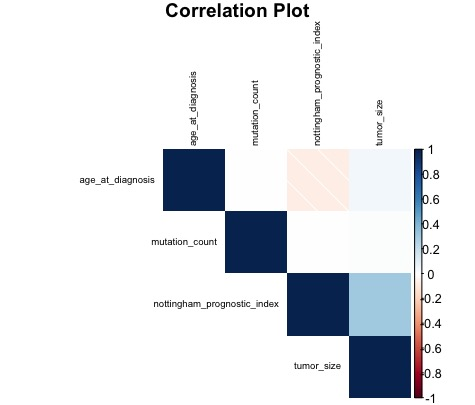 Correlation Plot
age_at_diagnosis
mutation_count
nottingham_prognostic_index
tumor_size
age_at_diagnosis
mutation_count
nottingham_prognostic_index
tumor_size
1
0.8
0.6
0.4
0.2
0
-0.2
-0.4
-0.6
-0.8
-1